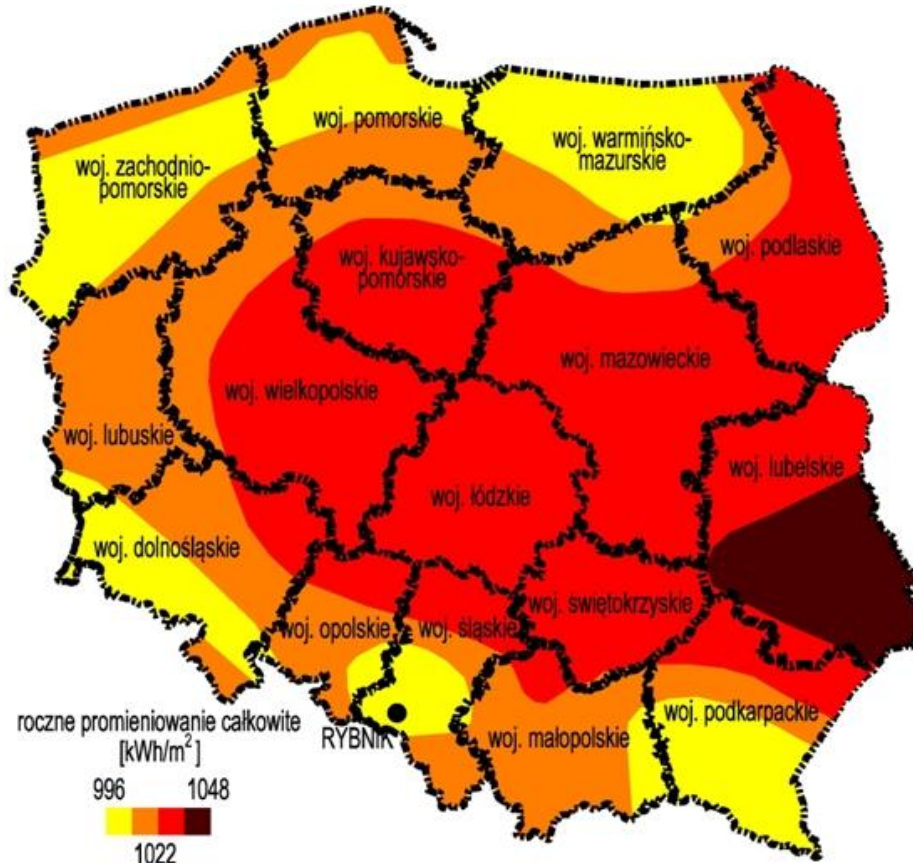 woj. pomorskie
woj. warmińsko-
mazurskie
woj. zachodnio-
pomorskie
woj. podlaskie
woj. kujawsko-
pomorskie
woj. mazowieckie
woj. wielkopolskie
woj. lubuskie
woj. lubelskie
woj. łódzkie
woj. dolnośląskie
woj. świętokrzyskie
woj. opolskie
woj. śląskie
woj. podkarpackie
woj. małopolskie
RYBNIK
roczne promieniowanie całkowite
[kWh/m²]
996 1048
1022